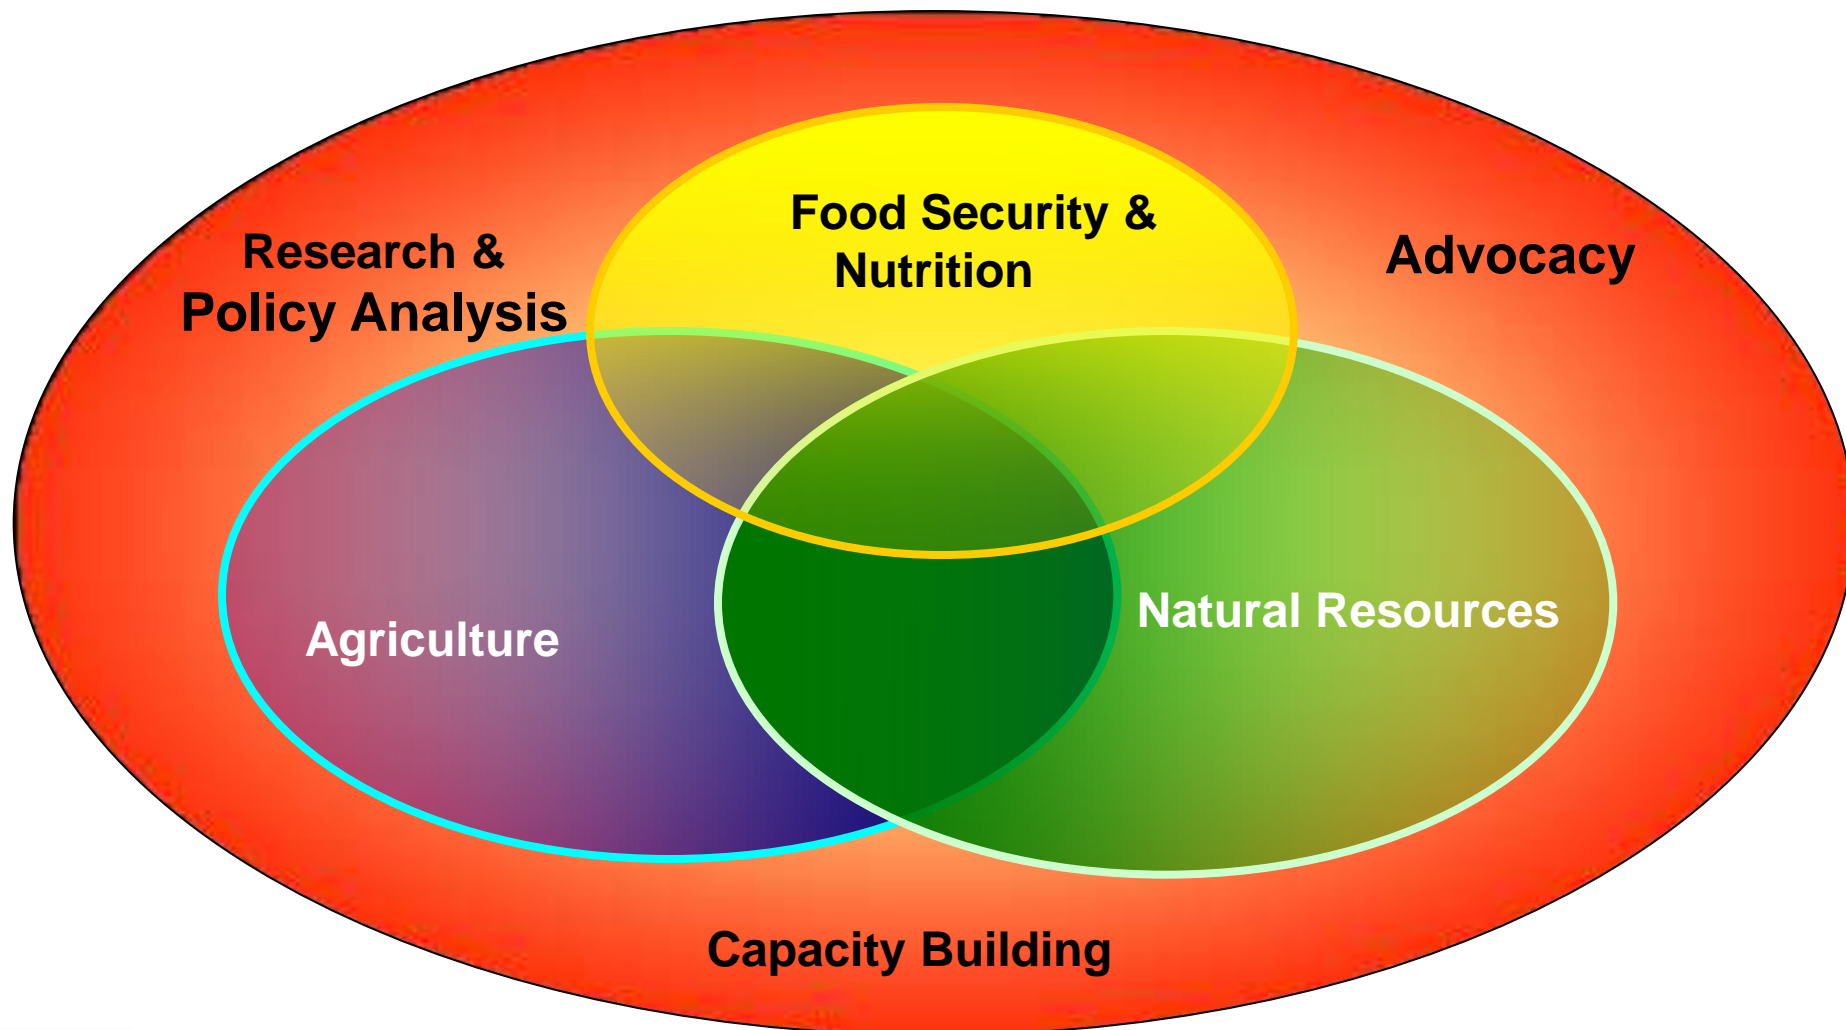 Food Security &
Nutrition
Research &
Policy Analysis
Advocacy
Agriculture
Natural Resources
Capacity Building